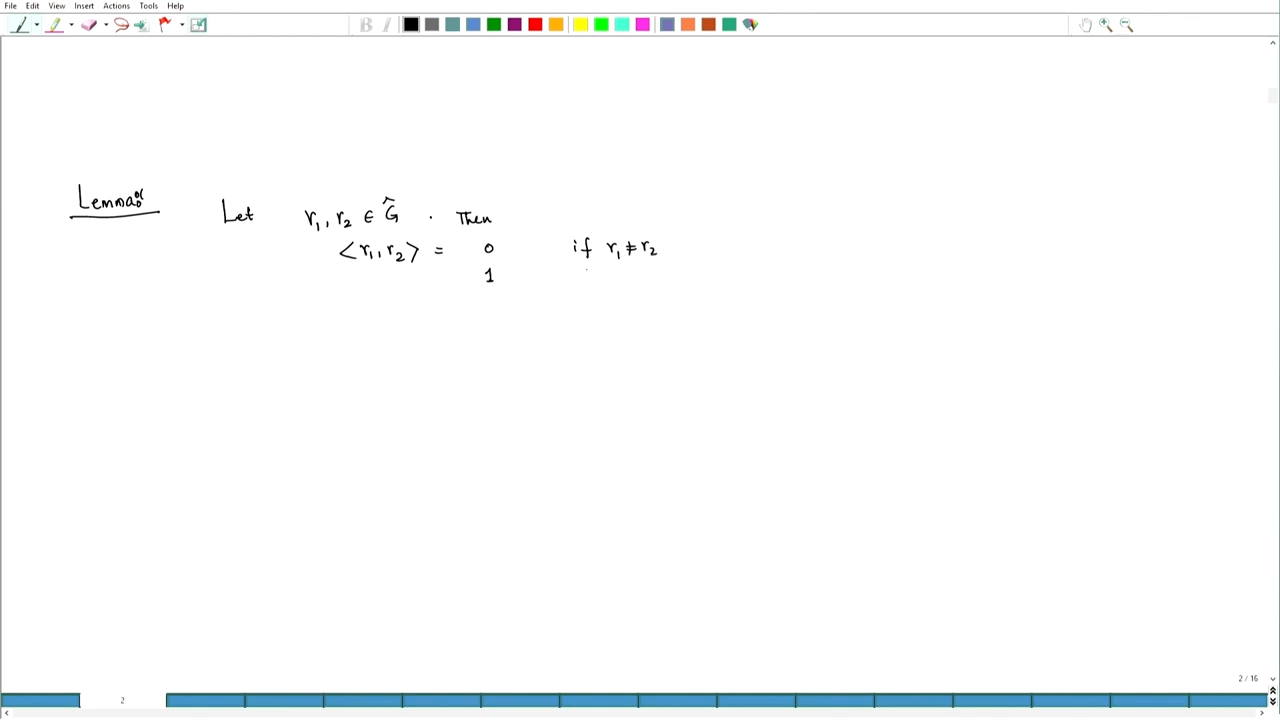 File Edit View Insert Actions Tools Help
B I
Lemma:
Let r₁, r₂ ∈ Ĝ . Then
<r₁, r₂> = 0 if r₁ ≠ r₂
1
2 / 16
2